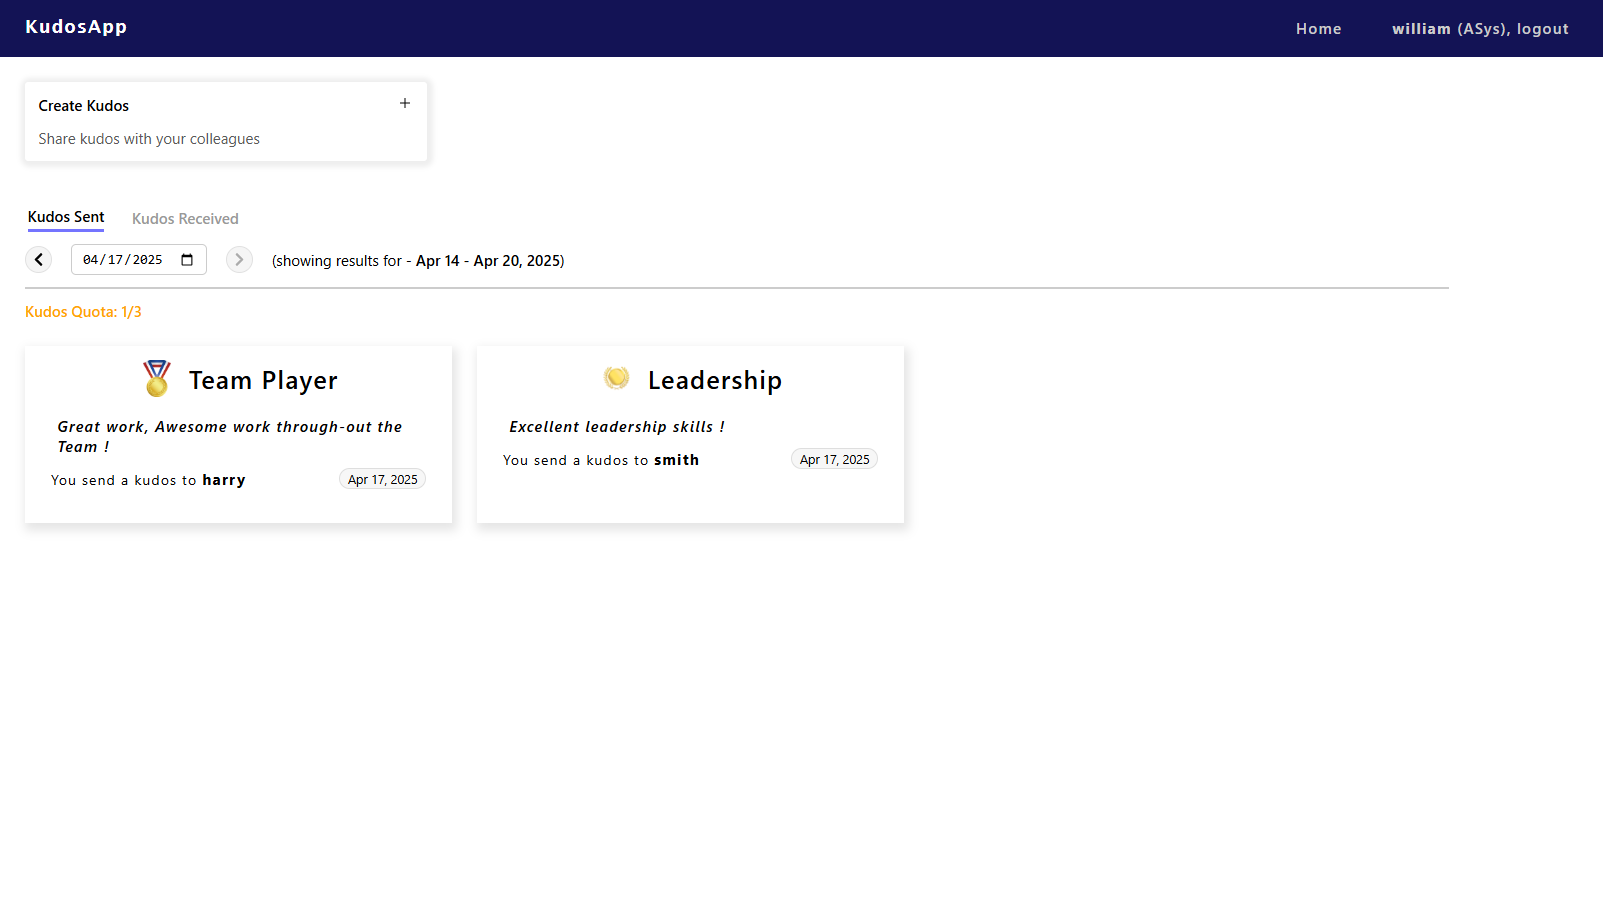 KudosApp
Home
william (ASys), logout
Create Kudos
+
Share kudos with your colleagues
Kudos Sent
Kudos Received
04/17/2025
(showing results for - Apr 14 - Apr 20, 2025)
Kudos Quota: 1/3
Team Player
Great work, Awesome work through-out the
Team !
You send a kudos to harry
Apr 17, 2025
Leadership
Excellent leadership skills !
You send a kudos to smith
Apr 17, 2025